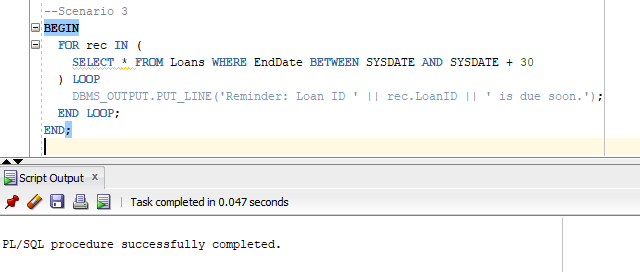 --Scenario 3
BEGIN
FOR rec IN (
SELECT * FROM Loans WHERE EndDate BETWEEN SYSDATE AND SYSDATE + 30
) LOOP
DBMS_OUTPUT.PUT_LINE('Reminder: Loan ID ' || rec.LoanID || ' is due soon.');
END LOOP;
END;
Script Output x
Task completed in 0.047 seconds
PL/SQL procedure successfully completed.